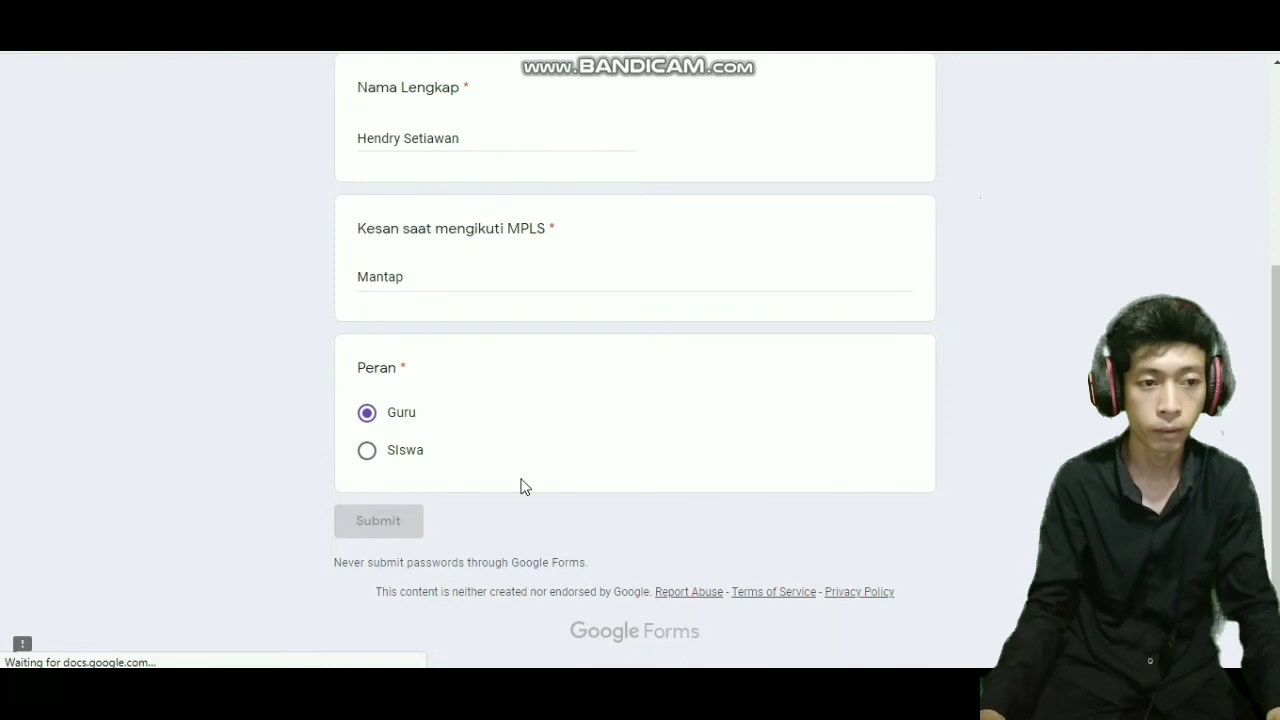 www.BANDICAM.com
Nama Lengkap *
Hendry Setiawan
Kesan saat mengikuti MPLS *
Mantap
Peran *
Guru
SIswa
Submit
Never submit passwords through Google Forms.
This content is neither created nor endorsed by Google. Report Abuse - Terms of Service - Privacy Policy
Google Forms
!
Waiting for docs.google.com...